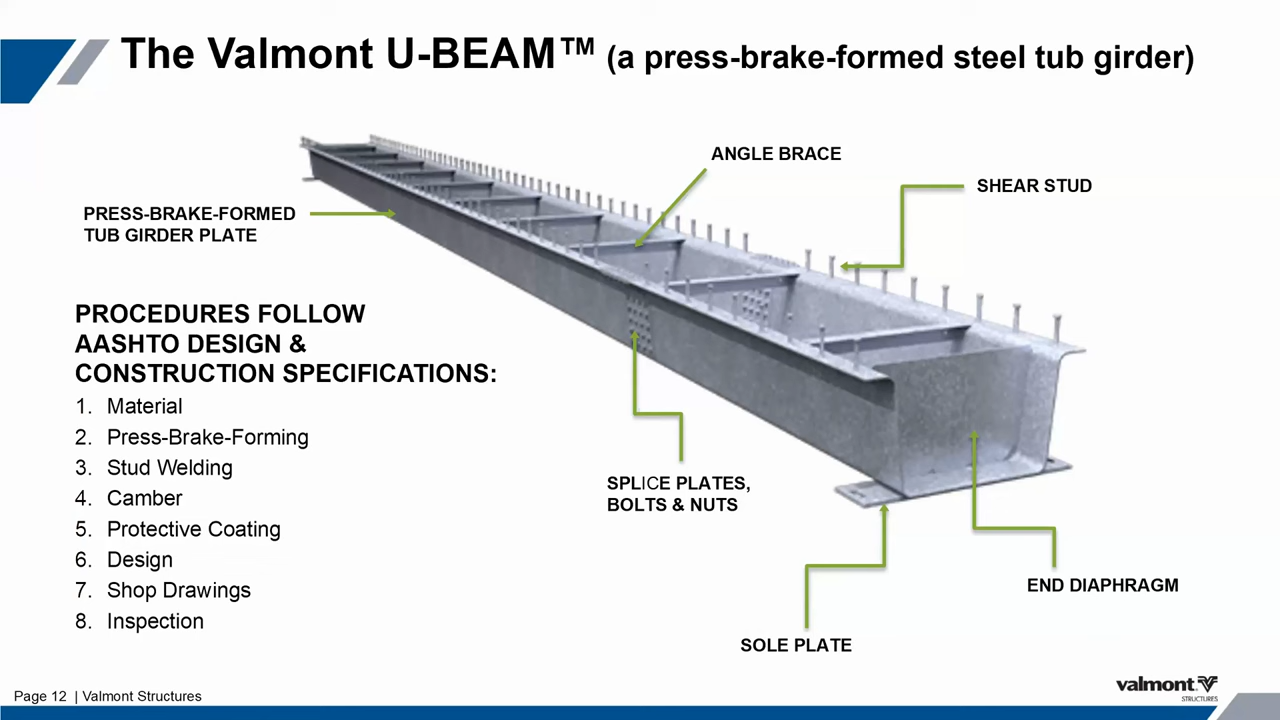 The Valmont U-BEAM™ (a press-brake-formed steel tub girder)
ANGLE BRACE
SHEAR STUD
PRESS-BRAKE-FORMED
TUB GIRDER PLATE
PROCEDURES FOLLOW
AASHTO DESIGN &
CONSTRUCTION SPECIFICATIONS:
1. Material
2. Press-Brake-Forming
3. Stud Welding
4. Camber
5. Protective Coating
6. Design
7. Shop Drawings
8. Inspection
SPLICE PLATES,
BOLTS & NUTS
END DIAPHRAGM
SOLE PLATE
Page 12 | Valmont Structures
valmont
STRUCTURES